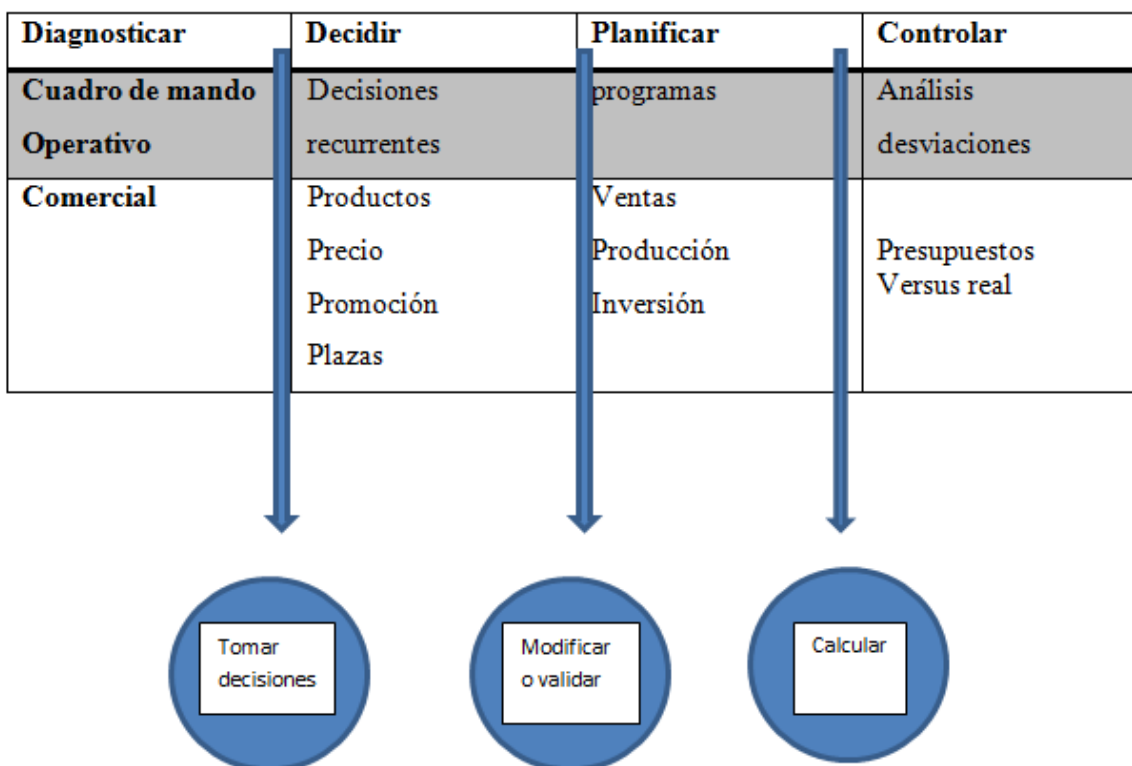 Diagnosticar Decidir Planificar Controlar
Cuadro de mando Decisiones programas Análisis
Operativo recurrentes desviaciones
Comercial Productos Ventas
Precio Producción Presupuestos
Versus real
Promoción Inversión
Plazas
Tomar Modificar Calcular
decisiones o validar